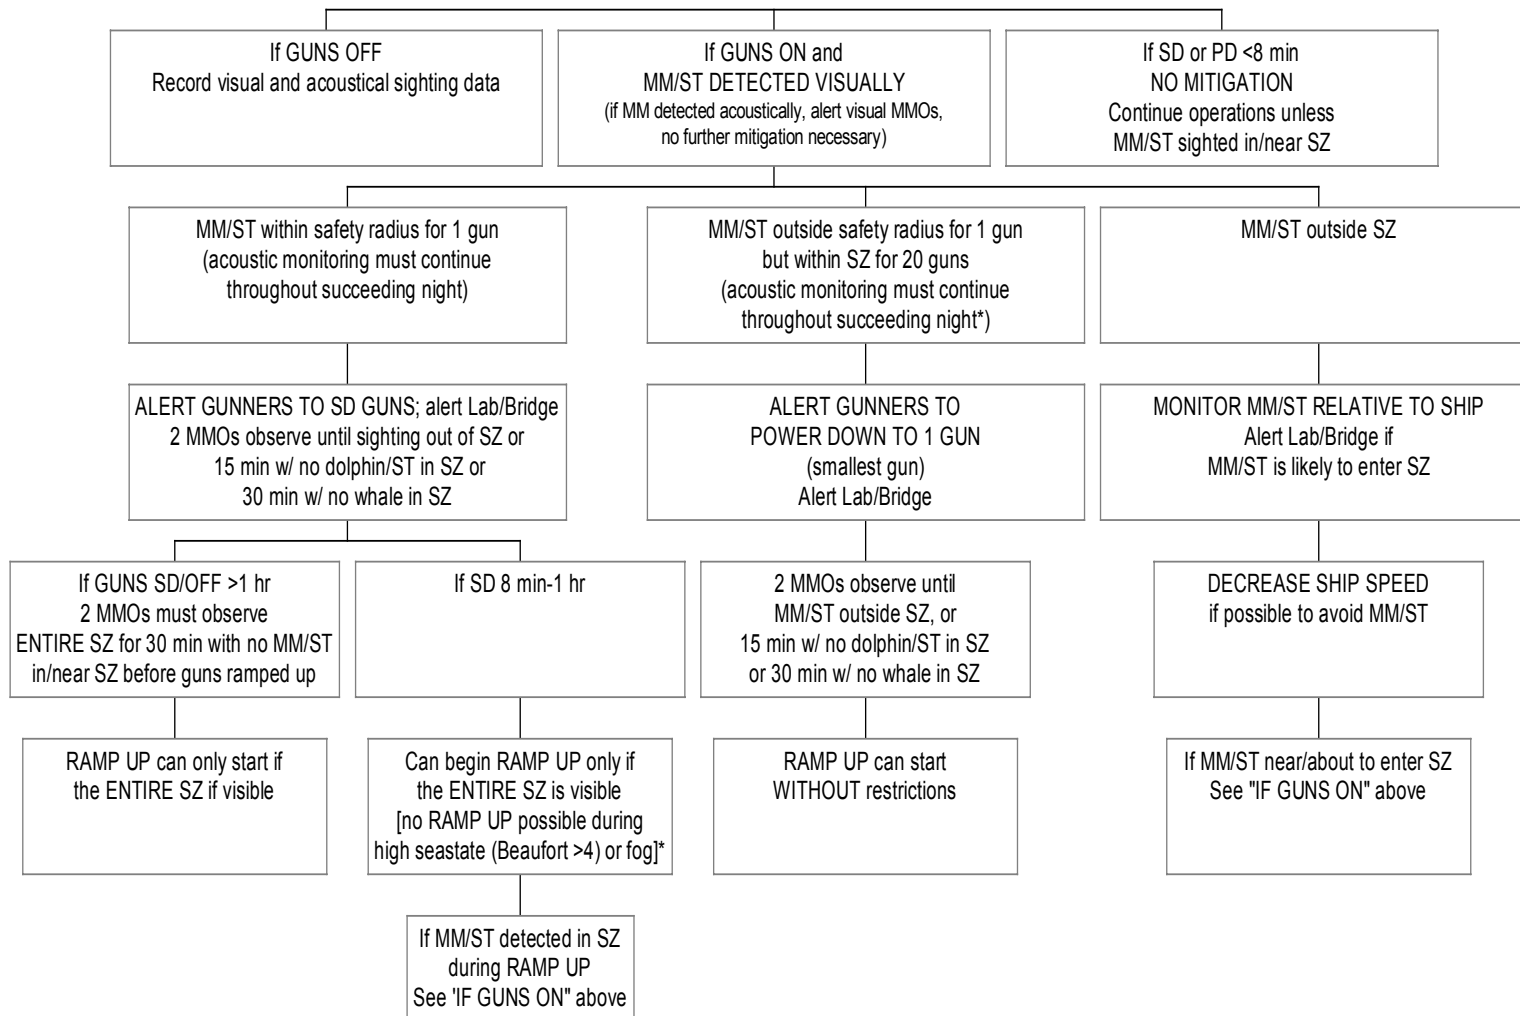 If GUNS OFF
Record visual and acoustical sighting data
If GUNS ON and
MM/ST DETECTED VISUALLY
(if MM detected acoustically, alert visual MMOs,
no further mitigation necessary)
If SD or PD <8 min
NO MITIGATION
Continue operations unless
MM/ST sighted in/near SZ
MM/ST within safety radius for 1 gun
(acoustic monitoring must continue
throughout succeeding night)
MM/ST outside safety radius for 1 gun
but within SZ for 20 guns
(acoustic monitoring must continue
throughout succeeding night*)
MM/ST outside SZ
ALERT GUNNERS TO SD GUNS; alert Lab/Bridge
2 MMOs observe until sighting out of SZ or
15 min w/ no dolphin/ST in SZ or
30 min w/ no whale in SZ
ALERT GUNNERS TO
POWER DOWN TO 1 GUN
(smallest gun)
Alert Lab/Bridge
MONITOR MM/ST RELATIVE TO SHIP
Alert Lab/Bridge if
MM/ST is likely to enter SZ
If GUNS SD/OFF >1 hr
2 MMOs must observe
ENTIRE SZ for 30 min with no MM/ST
in/near SZ before guns ramped up
If SD 8 min-1 hr
2 MMOs observe until
MM/ST outside SZ, or
15 min w/ no dolphin/ST in SZ
or 30 min w/ no whale in SZ
DECREASE SHIP SPEED
if possible to avoid MM/ST
RAMP UP can only start if
the ENTIRE SZ if visible
Can begin RAMP UP only if
the ENTIRE SZ is visible
[no RAMP UP possible during
high seastate (Beaufort >4) or fog]*
RAMP UP can start
WITHOUT restrictions
If MM/ST near/about to enter SZ
See "IF GUNS ON" above
If MM/ST detected in SZ
during RAMP UP
See 'IF GUNS ON" above